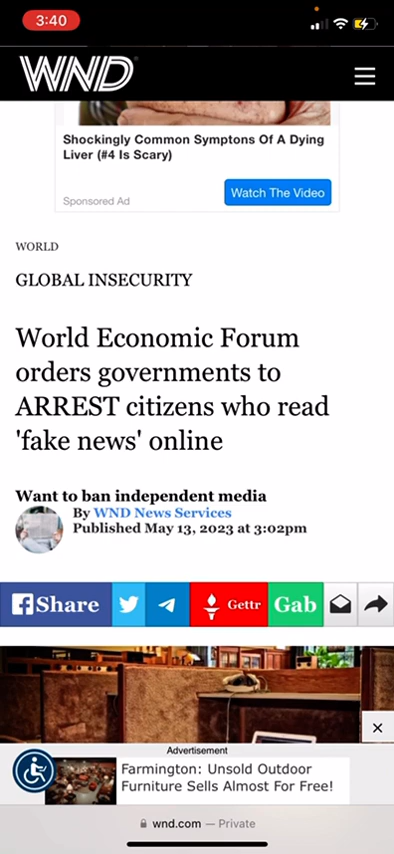 3:40
WND
Shockingly Common Symptoms Of A Dying
Liver (#4 Is Scary)
Sponsored Ad
Watch The Video
WORLD
GLOBAL INSECURITY
World Economic Forum
orders governments to
ARREST citizens who read
'fake news' online
Want to ban independent media
By WND News Services
Published May 13, 2023 at 3:02pm
Share
Gettr
Gab
Advertisement
Farmington: Unsold Outdoor
Furniture Sells Almost For Free!
wnd.com — Private